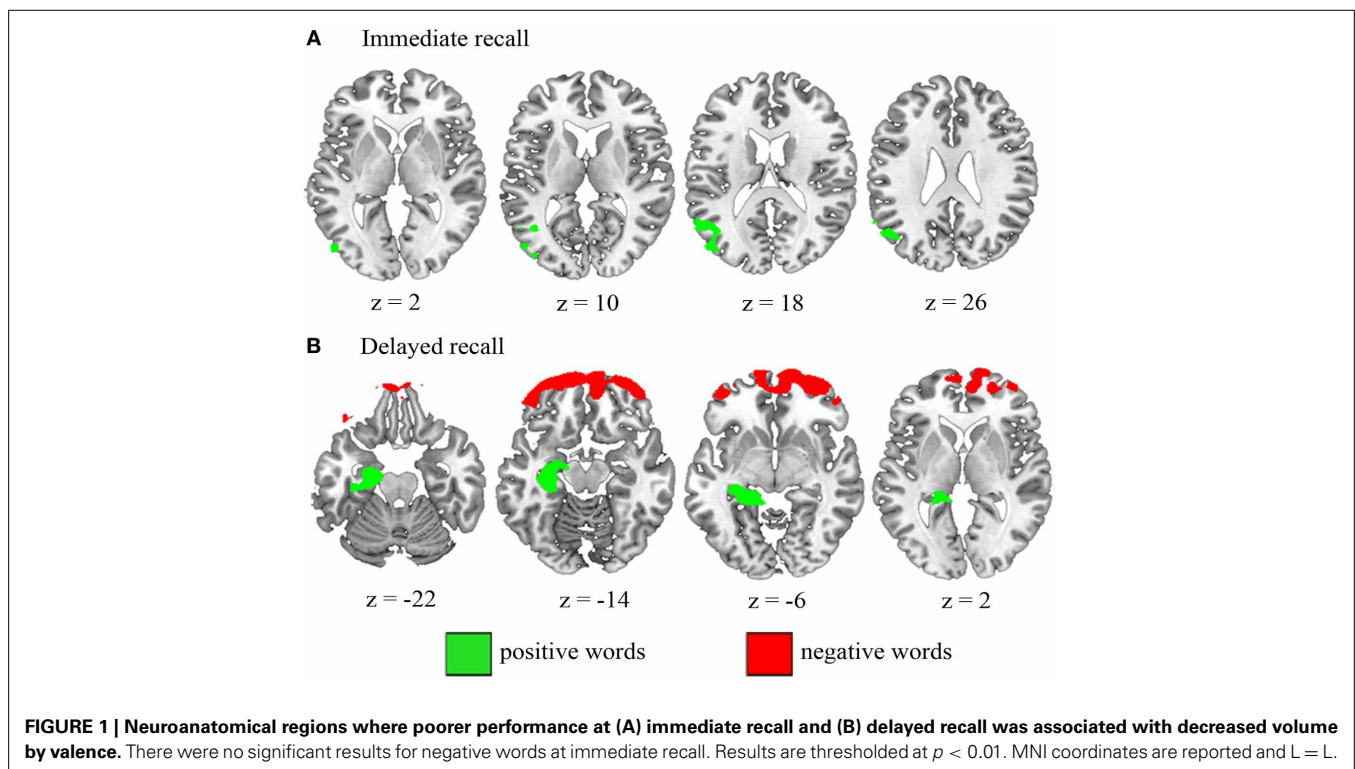 A Immediate recall
z = 2 z = 10 z = 18 z = 26
B Delayed recall
z = -22 z = -14 z = -6 z = 2
positive words negative words
FIGURE 1 | Neuroanatomical regions where poorer performance at (A) immediate recall and (B) delayed recall was associated with decreased volume
by valence. There were no significant results for negative words at immediate recall. Results are thresholded at p < 0.01. MNI coordinates are reported and L = L.